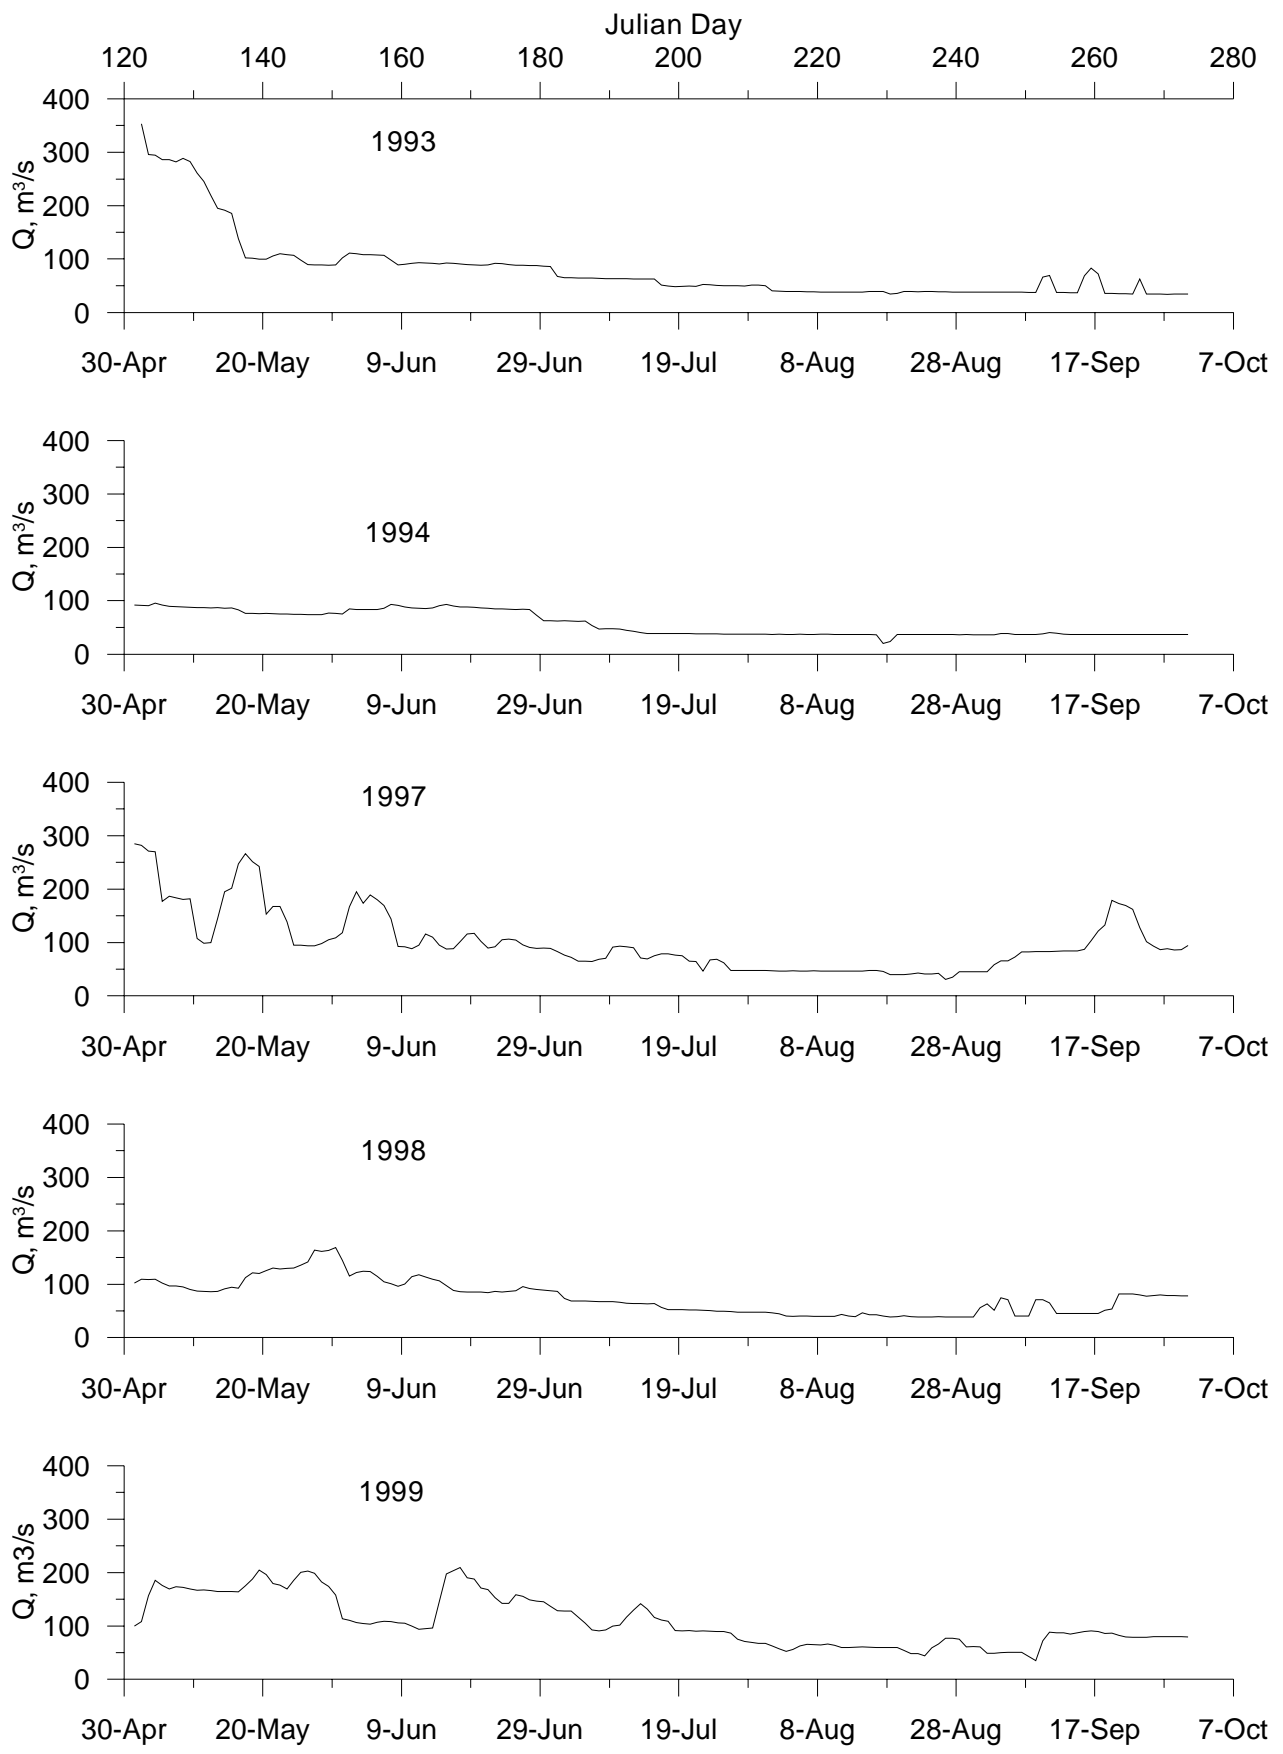 Julian Day
120 140 160 180 200 220 240 260 280
400
1993
300
200
100
0
Q, m³/s
30-Apr 20-May 9-Jun 29-Jun 19-Jul 8-Aug 28-Aug 17-Sep 7-Oct
400
300
1994
200
100
0
Q, m³/s
30-Apr 20-May 9-Jun 29-Jun 19-Jul 8-Aug 28-Aug 17-Sep 7-Oct
400
1997
300
200
100
0
Q, m³/s
30-Apr 20-May 9-Jun 29-Jun 19-Jul 8-Aug 28-Aug 17-Sep 7-Oct
400
1998
300
200
100
0
Q, m³/s
30-Apr 20-May 9-Jun 29-Jun 19-Jul 8-Aug 28-Aug 17-Sep 7-Oct
400
1999
300
200
100
0
Q, m3/s
30-Apr 20-May 9-Jun 29-Jun 19-Jul 8-Aug 28-Aug 17-Sep 7-Oct